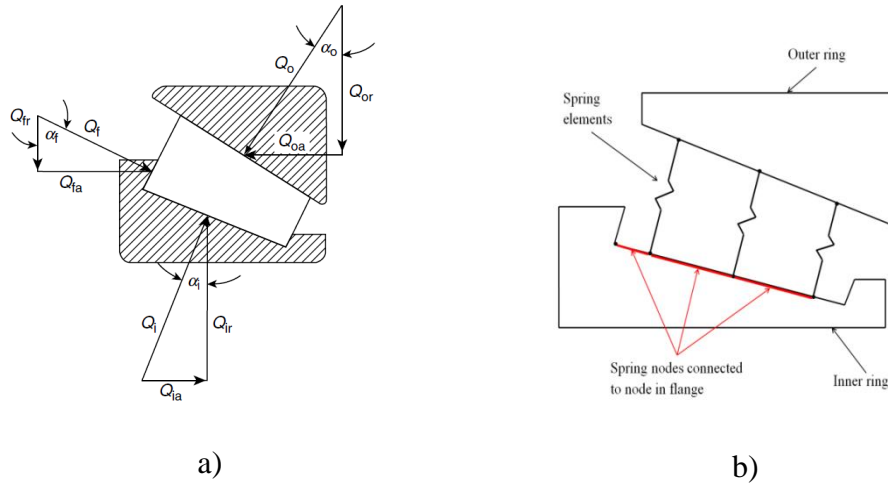 Qo
αo
Qor
Qoa
Qfr
αf
Qf
Qfa
αi
Qi
Qir
Qia
a)
Outer ring
Spring
elements
Spring nodes connected
to node in flange
Inner ring
b)